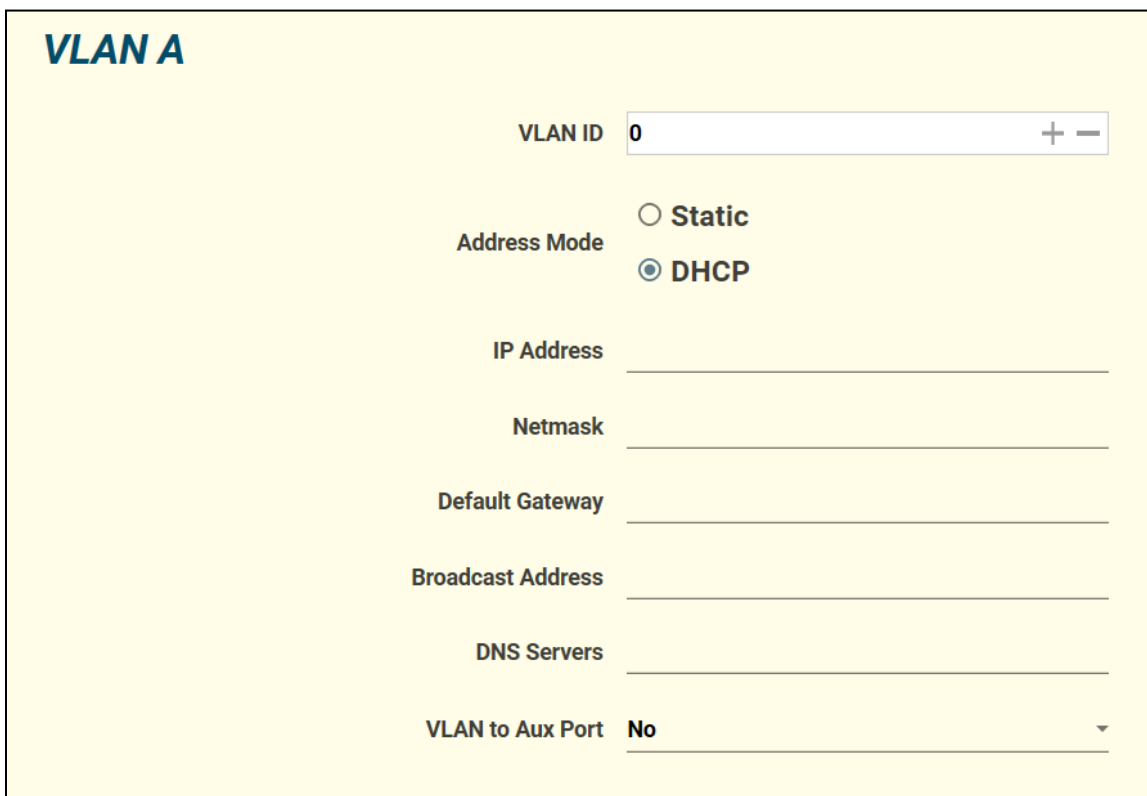 VLAN A
VLAN ID 0
Static
Address Mode
DHCP
IP Address
Netmask
Default Gateway
Broadcast Address
DNS Servers
VLAN to Aux Port No